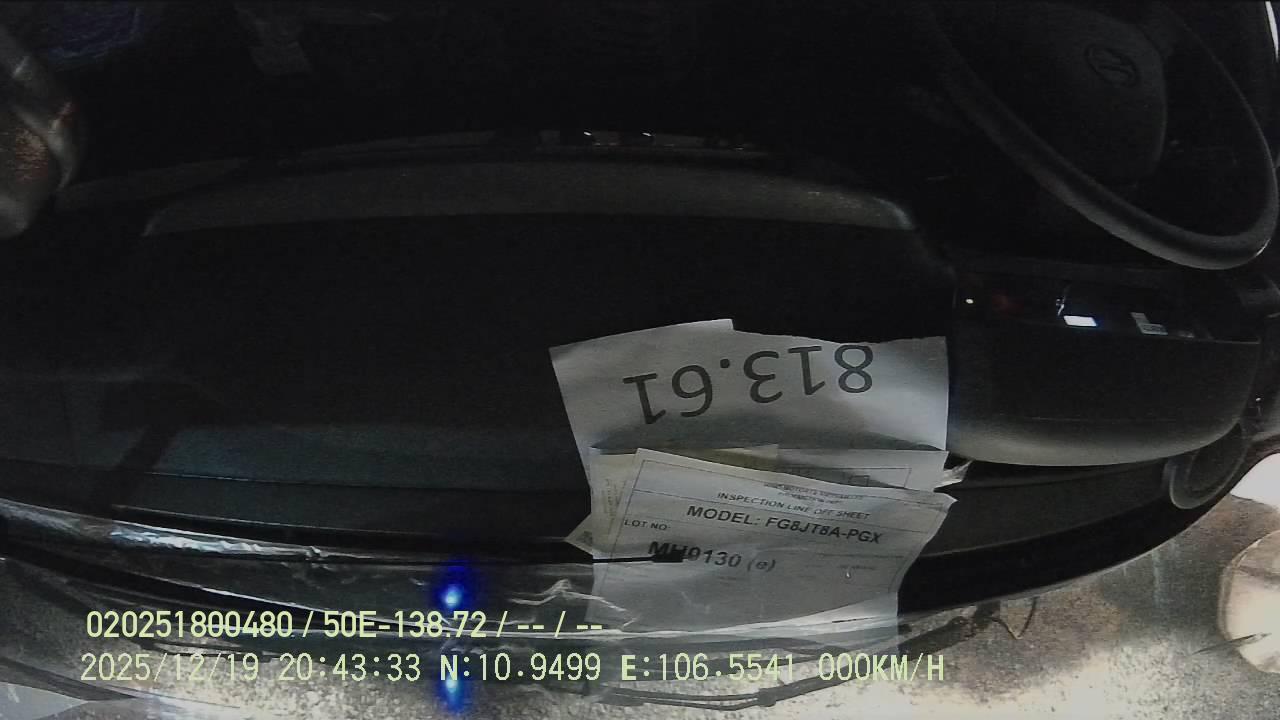 813.61
INSPECTION LINE OFF SHEET
MODEL: FG8JT8A-PGX
LOT NO:
MH9130 (e)
020251800480 / 50E-138.72 / -- / --
2025/12/19 20:43:33 N:10.9499 E:106.5541 000KM/H